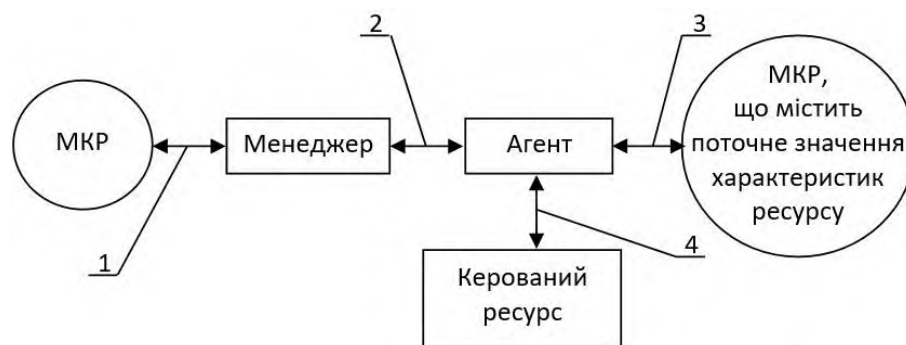 2
3
МКР
Менеджер
Агент
МКР,
що містить
поточне значення
характеристик
ресурсу
1
4
Керований
ресурс